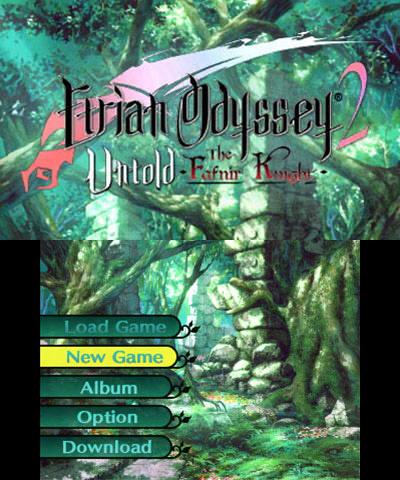 Etrian Odyssey® 2
Untold - The Fafnir Knight -
Load Game
New Game
Album
Option
Download